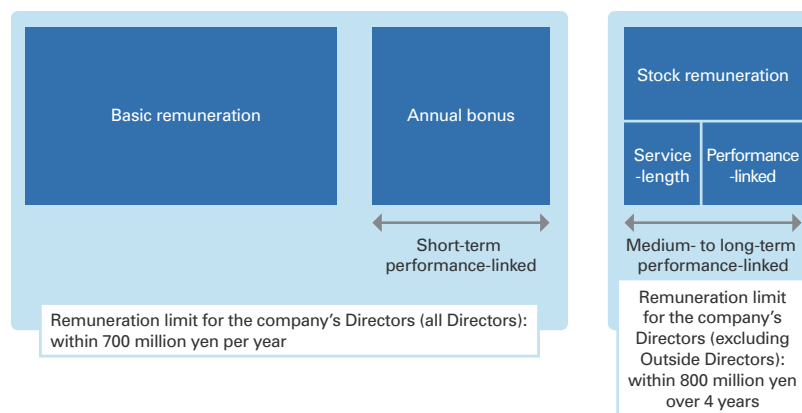 Basic remuneration
Annual bonus
Short-term
performance-linked
Remuneration limit for the company’s Directors (all Directors):
within 700 million yen per year
Stock remuneration
Service
-length
Performance
-linked
Medium- to long-term
performance-linked
Remuneration limit
for the company’s
Directors (excluding
Outside Directors):
within 800 million yen
over 4 years